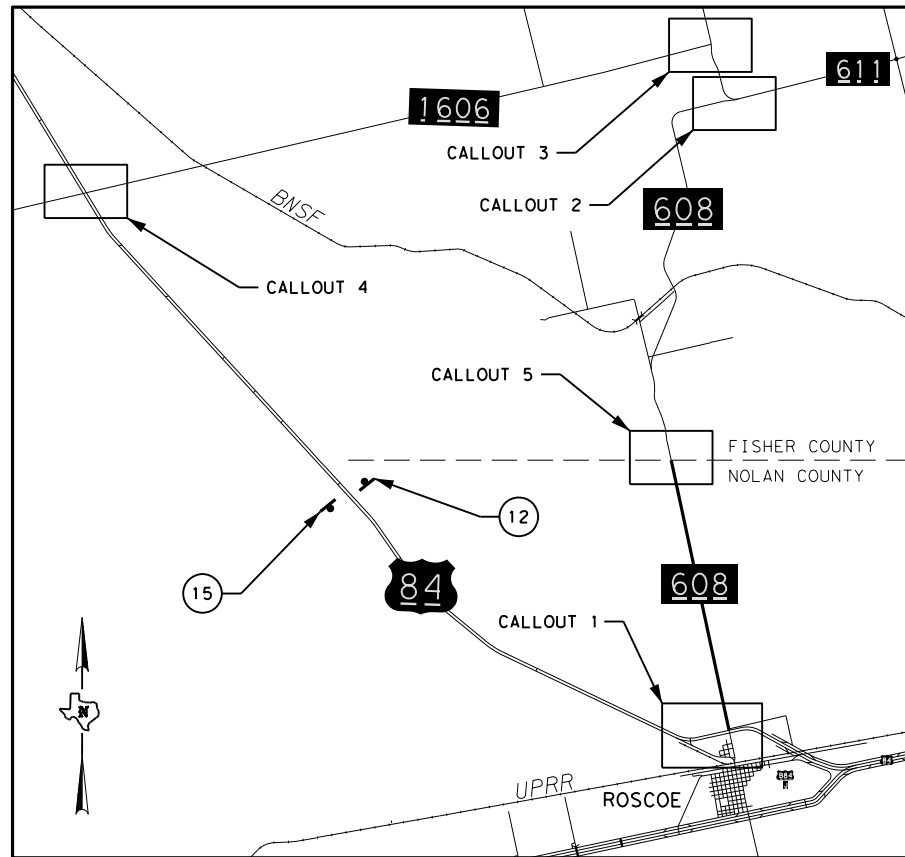 611
1606
CALLOUT 3
CALLOUT 2
608
BNSF
CALLOUT 4
CALLOUT 5
FISHER COUNTY
NOLAN COUNTY
12
15
84
608
CALLOUT 1
N
UPRR
ROSCOE
84